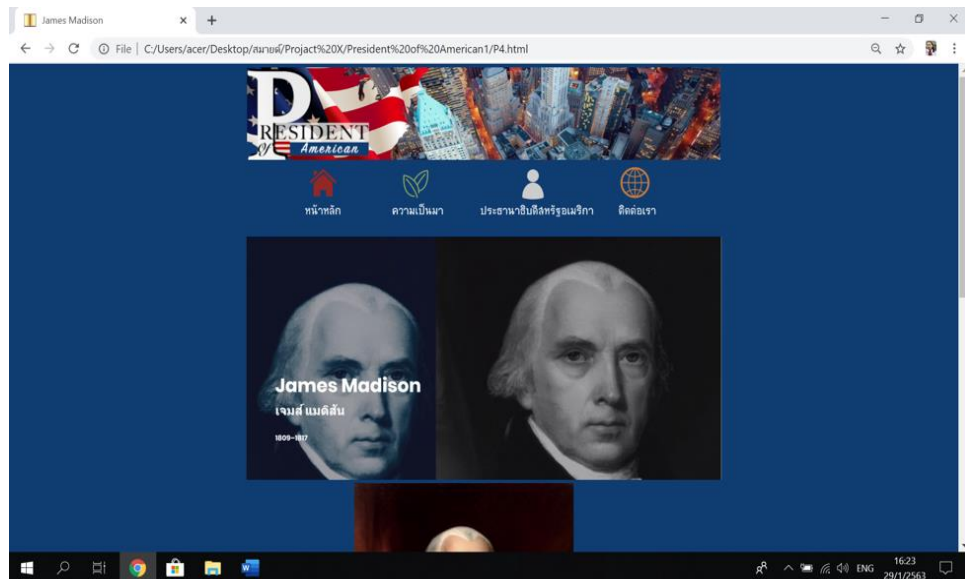 James Madison
File | C:/Users/acer/Desktop/สมายด์/Projact%20X/President%20of%20American1/P4.html
PRESIDENT
of American
หน้าหลัก ความเป็นมา ประธานาธิบดีสหรัฐอเมริกา ติดต่อเรา
James Madison
เจมส์ แมดิสัน
1809-1817
ENG
16:23
29/1/2563